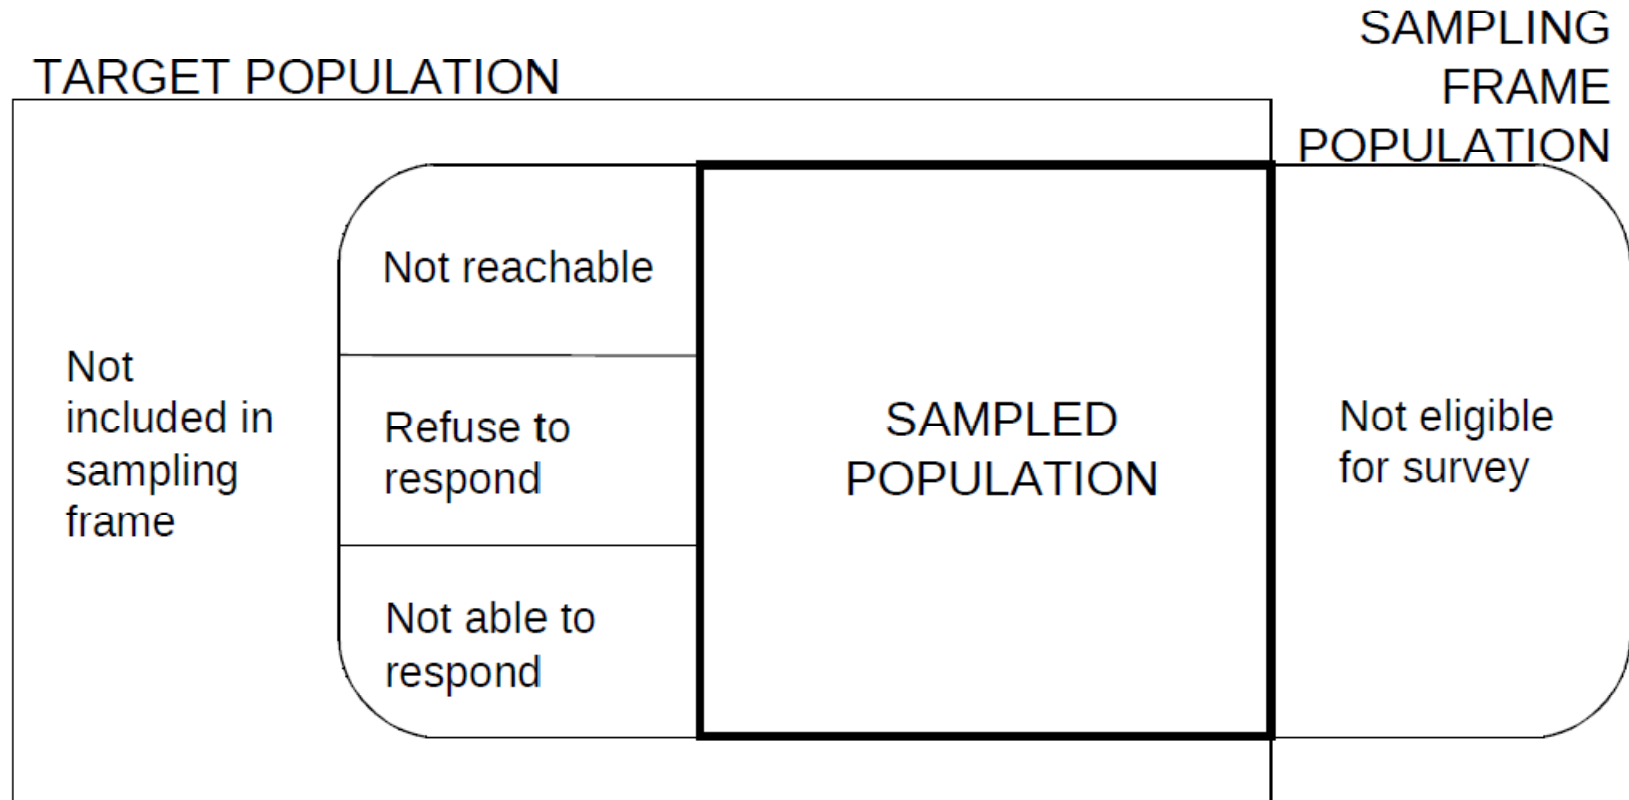 TARGET POPULATION
SAMPLING
FRAME
POPULATION
Not
included in
sampling
frame
Not reachable
Refuse to
respond
Not able to
respond
SAMPLED
POPULATION
Not eligible
for survey